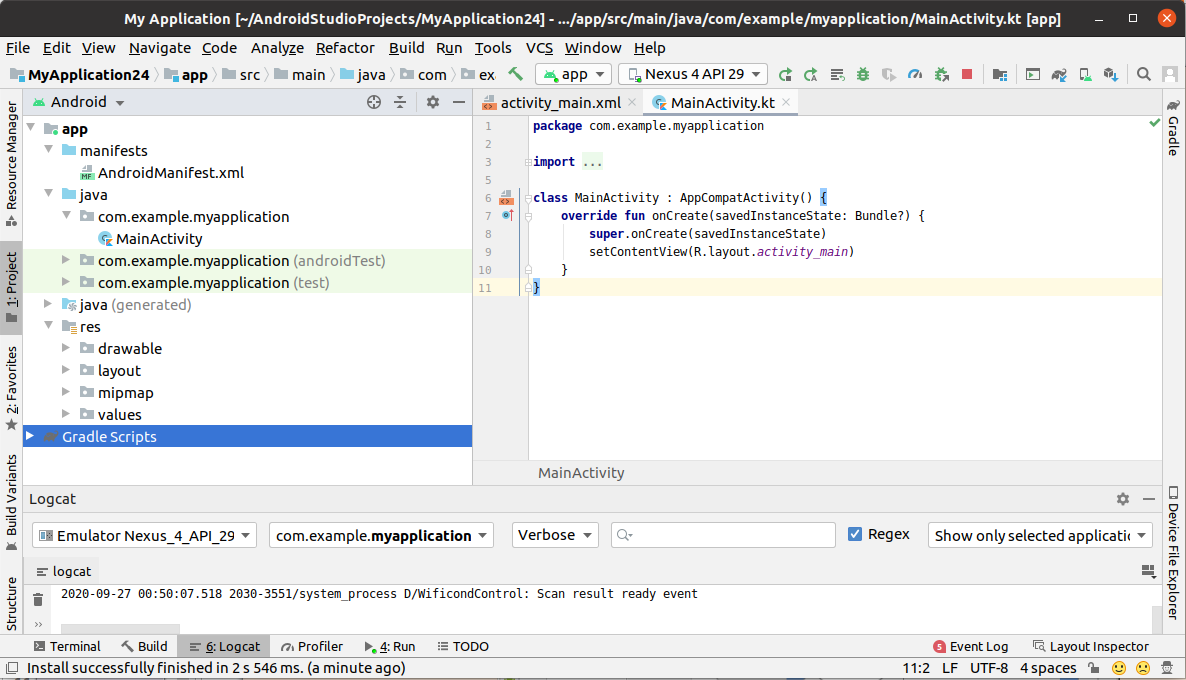 My Application [~/AndroidStudioProjects/MyApplication24] - .../app/src/main/java/com/example/myapplication/MainActivity.kt [app]
File Edit View Navigate Code Analyze Refactor Build Run Tools VCS Window Help
MyApplication24 app src main java com ex app Nexus 4 API 29
Resource Manager
1: Project
2: Favorites
Build Variants
Structure
Android
app
manifests
AndroidManifest.xml
java
com.example.myapplication
MainActivity
com.example.myapplication (androidTest)
com.example.myapplication (test)
java (generated)
res
drawable
layout
mipmap
values
Gradle Scripts
activity_main.xml MainActivity.kt
1 package com.example.myapplication
2
3 import ...
5
6 class MainActivity : AppCompatActivity() {
7 override fun onCreate(savedInstanceState: Bundle?) {
8 super.onCreate(savedInstanceState)
9 setContentView(R.layout.activity_main)
10 }
11 }
MainActivity
Gradle
Device File Explorer
Logcat
Emulator Nexus_4_API_29 com.example.myapplication Verbose Regex Show only selected applicatio
logcat
2020-09-27 00:50:07.518 2030-3551/system_process D/WificondControl: Scan result ready event
Terminal Build 6: Logcat Profiler 4: Run TODO Event Log Layout Inspector
Install successfully finished in 2 s 546 ms. (a minute ago) 11:2 LF UTF-8 4 spaces